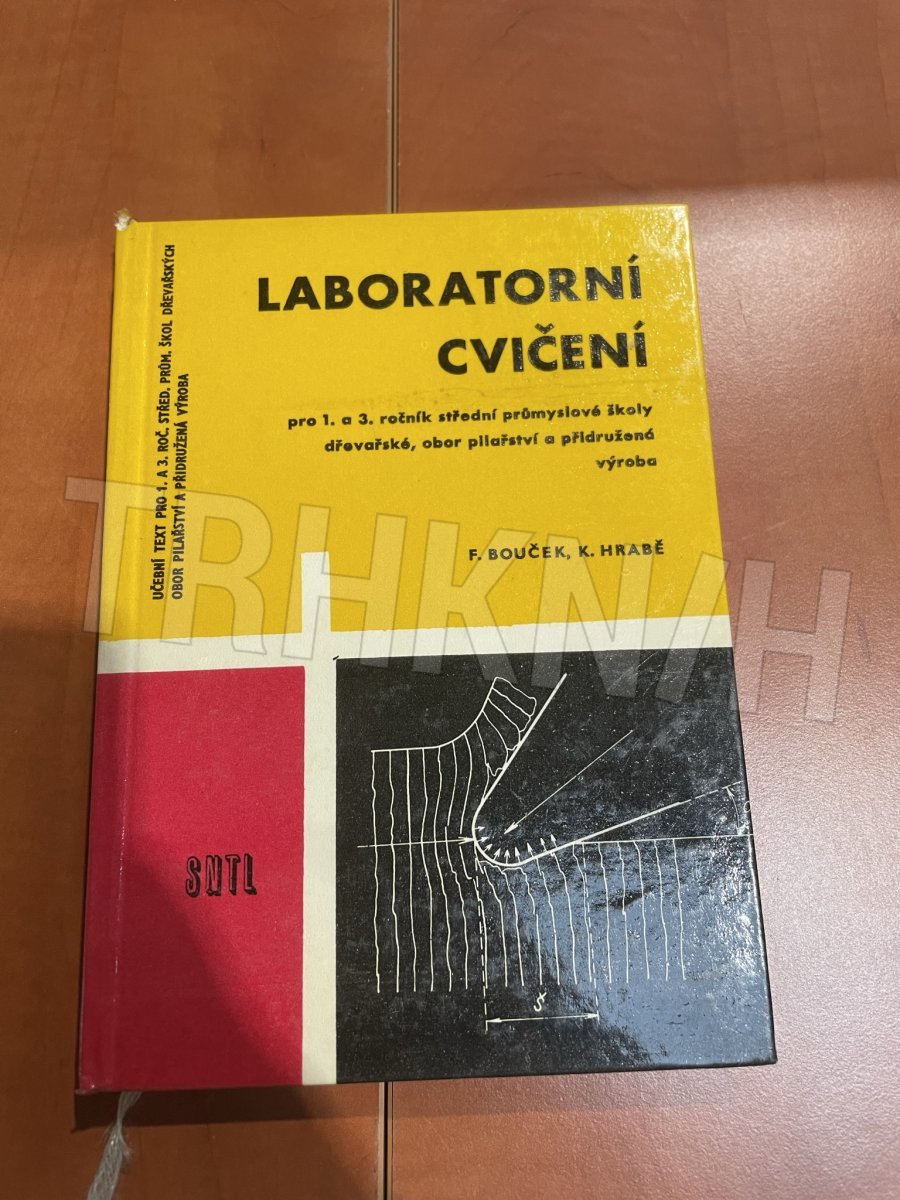 LABORATORNÍ
CVIČENÍ
pro 1. a 3. ročník střední průmyslové školy
dřevařské, obor pilařství a přidružená
výroba
F. BOUČEK, K. HRABĚ
UČEBNÍ TEXT PRO 1. A 3. ROČ. STŘED. PRŮM. ŠKOL DŘEVAŘSKÝCH
OBOR PILAŘSTVÍ A PŘIDRUŽENÁ VÝROBA
TRHKNIH
SNTL